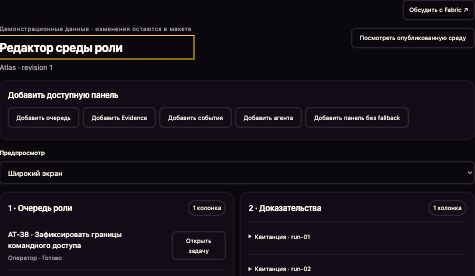 Обсудить с Fabric ↗
Демонстрационные данные · изменения остаются в макете
Редактор среды роли
Посмотреть опубликованную среду
Atlas · revision 1
Добавить доступную панель
Добавить очередь
Добавить Evidence
Добавить события
Добавить агента
Добавить панель без fallback
Предпросмотр
Широкий экран
1 · Очередь роли
1 колонка
2 · Доказательства
1 колонка
AT-38 · Зафиксировать границы
командного доступа
Оператор · Готово
Открыть
задачу
Квитанция · run-01
Квитанция · run-02